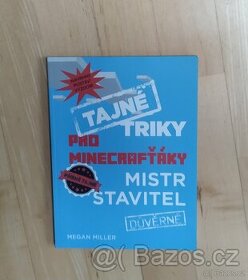 TAJNÉ
TRIKY
PRO
MINECRAFŤÁKY
MISTR
STAVITEL
DŮVĚRNÉ
MEGAN MILLER
Bazos.cz